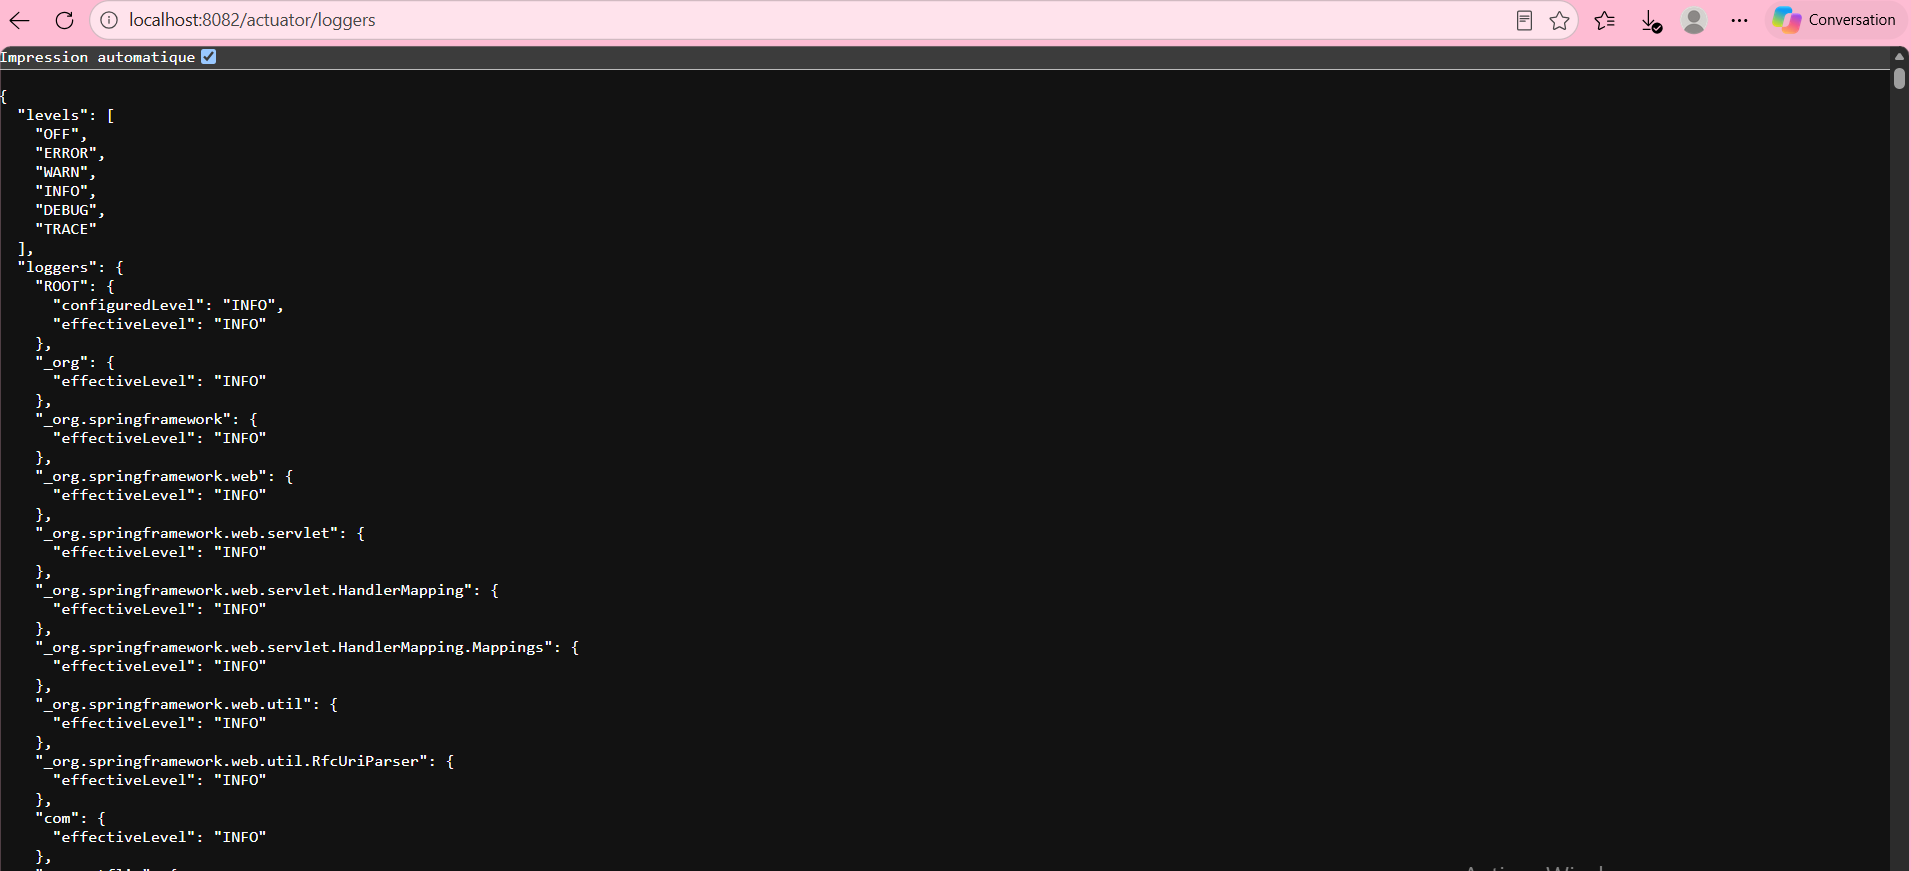 localhost:8082/actuator/loggers
Conversation
Impression automatique
{
  "levels": [
    "OFF",
    "ERROR",
    "WARN",
    "INFO",
    "DEBUG",
    "TRACE"
  ],
  "loggers": {
    "ROOT": {
      "configuredLevel": "INFO",
      "effectiveLevel": "INFO"
    },
    "_org": {
      "effectiveLevel": "INFO"
    },
    "_org.springframework": {
      "effectiveLevel": "INFO"
    },
    "_org.springframework.web": {
      "effectiveLevel": "INFO"
    },
    "_org.springframework.web.servlet": {
      "effectiveLevel": "INFO"
    },
    "_org.springframework.web.servlet.HandlerMapping": {
      "effectiveLevel": "INFO"
    },
    "_org.springframework.web.servlet.HandlerMapping.Mappings": {
      "effectiveLevel": "INFO"
    },
    "_org.springframework.web.util": {
      "effectiveLevel": "INFO"
    },
    "_org.springframework.web.util.RfcUriParser": {
      "effectiveLevel": "INFO"
    },
    "com": {
      "effectiveLevel": "INFO"
    },